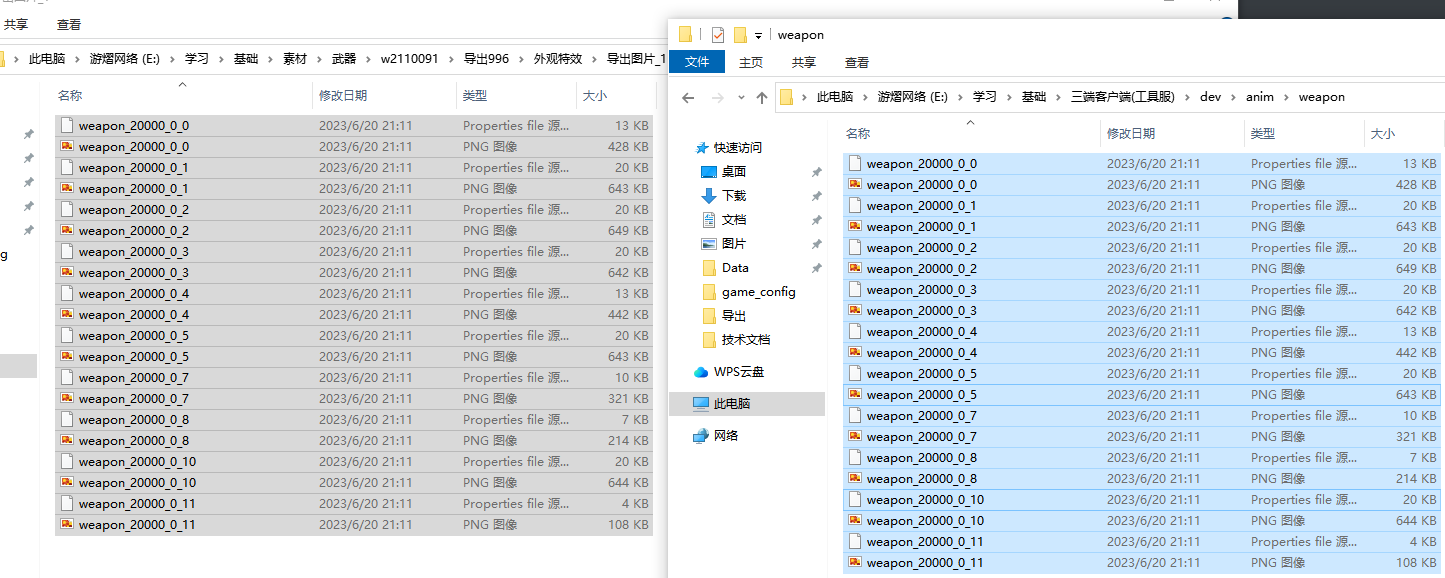 共享 查看
此电脑 › 游熠网络 (E:) › 学习 › 基础 › 素材 › 武器 › w2110091 › 导出996 › 外观特效 › 导出图片_1
名称 修改日期 类型 大小
weapon_20000_0_0 2023/6/20 21:11 Properties file 源... 13 KB
weapon_20000_0_0 2023/6/20 21:11 PNG 图像 428 KB
weapon_20000_0_1 2023/6/20 21:11 Properties file 源... 20 KB
weapon_20000_0_1 2023/6/20 21:11 PNG 图像 643 KB
weapon_20000_0_2 2023/6/20 21:11 Properties file 源... 20 KB
weapon_20000_0_2 2023/6/20 21:11 PNG 图像 649 KB
weapon_20000_0_3 2023/6/20 21:11 Properties file 源... 20 KB
weapon_20000_0_3 2023/6/20 21:11 PNG 图像 642 KB
weapon_20000_0_4 2023/6/20 21:11 Properties file 源... 13 KB
weapon_20000_0_4 2023/6/20 21:11 PNG 图像 442 KB
weapon_20000_0_5 2023/6/20 21:11 Properties file 源... 20 KB
weapon_20000_0_5 2023/6/20 21:11 PNG 图像 643 KB
weapon_20000_0_7 2023/6/20 21:11 Properties file 源... 10 KB
weapon_20000_0_7 2023/6/20 21:11 PNG 图像 321 KB
weapon_20000_0_8 2023/6/20 21:11 Properties file 源... 7 KB
weapon_20000_0_8 2023/6/20 21:11 PNG 图像 214 KB
weapon_20000_0_10 2023/6/20 21:11 Properties file 源... 20 KB
weapon_20000_0_10 2023/6/20 21:11 PNG 图像 644 KB
weapon_20000_0_11 2023/6/20 21:11 Properties file 源... 4 KB
weapon_20000_0_11 2023/6/20 21:11 PNG 图像 108 KB
g
weapon
文件 主页 共享 查看
此电脑 › 游熠网络 (E:) › 学习 › 基础 › 三端客户端(工具服) › dev › anim › weapon
快速访问
桌面
下载
文档
图片
Data
game_config
导出
技术文档
WPS云盘
此电脑
网络
名称 修改日期 类型 大小
weapon_20000_0_0 2023/6/20 21:11 Properties file 源... 13 KB
weapon_20000_0_0 2023/6/20 21:11 PNG 图像 428 KB
weapon_20000_0_1 2023/6/20 21:11 Properties file 源... 20 KB
weapon_20000_0_1 2023/6/20 21:11 PNG 图像 643 KB
weapon_20000_0_2 2023/6/20 21:11 Properties file 源... 20 KB
weapon_20000_0_2 2023/6/20 21:11 PNG 图像 649 KB
weapon_20000_0_3 2023/6/20 21:11 Properties file 源... 20 KB
weapon_20000_0_3 2023/6/20 21:11 PNG 图像 642 KB
weapon_20000_0_4 2023/6/20 21:11 Properties file 源... 13 KB
weapon_20000_0_4 2023/6/20 21:11 PNG 图像 442 KB
weapon_20000_0_5 2023/6/20 21:11 Properties file 源... 20 KB
weapon_20000_0_5 2023/6/20 21:11 PNG 图像 643 KB
weapon_20000_0_7 2023/6/20 21:11 Properties file 源... 10 KB
weapon_20000_0_7 2023/6/20 21:11 PNG 图像 321 KB
weapon_20000_0_8 2023/6/20 21:11 Properties file 源... 7 KB
weapon_20000_0_8 2023/6/20 21:11 PNG 图像 214 KB
weapon_20000_0_10 2023/6/20 21:11 Properties file 源... 20 KB
weapon_20000_0_10 2023/6/20 21:11 PNG 图像 644 KB
weapon_20000_0_11 2023/6/20 21:11 Properties file 源... 4 KB
weapon_20000_0_11 2023/6/20 21:11 PNG 图像 108 KB